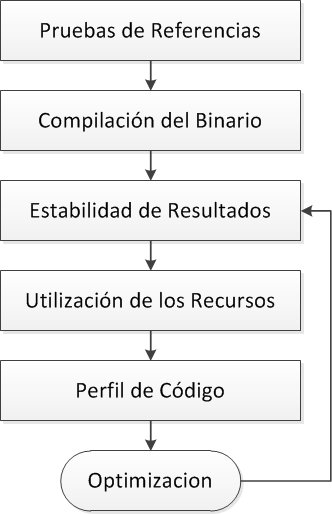 Pruebas de Referencias
Compilación del Binario
Estabilidad de Resultados
Utilización de los Recursos
Perfil de Código
Optimizacion